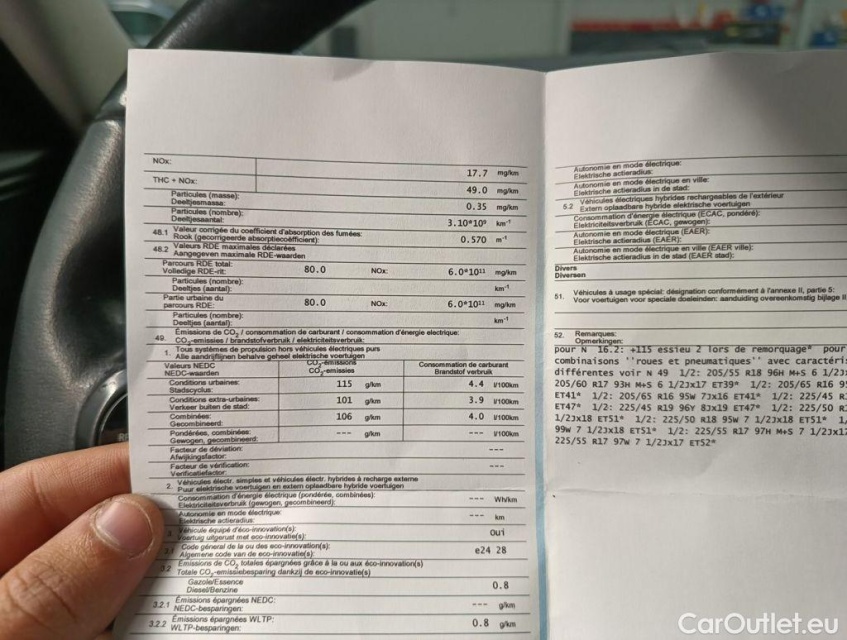 NOx: 17.7 mg/km
THC + NOx: 49.0 mg/km
Particules (masse):
Deeltjesmassa: 0.35 mg/km
Particules (nombre):
Deeltjesaantal: 3.10*10⁹ km⁻¹
48.1 Valeur corrigée du coefficient d'absorption des fumées:
Rook (gecorrigeerde absorptiecoëfficiënt): 0.570 m⁻¹
48.2 Valeurs RDE maximales déclarées
Aangegeven maximale RDE-waarden
Parcours RDE total:
Volledige RDE-rit: 80.0 NOx: 6.0*10¹¹ mg/km
Particules (nombre):
Deeltjes (aantal): km⁻¹
Partie urbaine du
parcours RDE: 80.0 NOx: 6.0*10¹¹ mg/km
Particules (nombre):
Deeltjes (aantal): km⁻¹
49. Émissions de CO₂ / consommation de carburant / consommation d'énergie electrique:
CO₂-emissies / brandstofverbruik / elektriciteitsverbruik:
1. Tous systèmes de propulsion hors véhicules électriques purs
Alle aandrijflijnen behalve geheel elektrische voertuigen
Valeurs NEDC CO₂-émissions Consommation de carburant
NEDC-waarden CO₂-emissies Brandstof verbruik
Conditions urbaines:
Stadscyclus: 115 g/km 4.4 l/100km
Conditions extra-urbaines:
Verkeer buiten de stad: 101 g/km 3.9 l/100km
Combinées:
Gecombineerd: 106 g/km 4.0 l/100km
Pondérées, combinées:
Gewogen, gecombineerd: --- g/km --- l/100km
Facteur de déviation:
Afwijkingsfactor: ---
Facteur de vérification:
Verificatiefactor: ---
2. Véhicules électr. simples et véhicules électr. hybrides à recharge externe
Puur elektrische voertuigen en extern oplaadbare hybride voertuigen
Consommation d'énergie électrique (pondérée, combinées):
Elektriciteitsverbruik (gewogen, gecombineerd): --- Wh/km
Autonomie en mode électrique:
Elektrische actieradius: --- km
3 Véhicule équipé d'éco-innovation(s):
Voertuig uitgerust met eco-innovatie(s): Oui
Code géneral de la ou des eco-innovation(s):
Algemene code van de eco-innovatie(s): e24 28
3.2 Émissions de CO₂ totales épargnées grâce à la ou aux éco-innovation(s)
Totale CO₂-emissiebesparing dankzij de eco-innovatie(s)
Gazole/Essence
Diesel/Benzine 0.8
3.2.1 Émissions épargnées NEDC:
NEDC-besparingen: --- g/km
3.2.2 Émissions épargnées WLTP:
WLTP-besparingen: 0.8 g/km
Autonomie en mode électrique:
Elektrische actieradius:
Autonomie en mode électrique en ville:
Elektrische actieradius in de stad:
5.2 Véhicules électriques hybrides rechargeables de l'extérieur
Extern oplaadbare hybride elektrische voertuigen
Consommation d'énergie électrique (ECAC, pondéré):
Elektriciteitsverbruik (ECAC, gewogen):
Autonomie en mode électrique (EAER):
Elektrische actieradius (EAER):
Autonomie en mode électrique (EAER ville):
Elektrische actieradius in de stad (EAER stad):
Divers
Diversen
51. Véhicules à usage spécial: désignation conformément à l'annexe II, partie 5:
Voor voertuigen voor speciale doeleinden: aanduiding overeenkomstig bijlage II
52. Remarques:
Opmerkingen:
pour N 16.2: +115 essieu 2 lors de remorquage* pour
combinaisons ''roues et pneumatiques'' avec caractéris
différentes voir N 49 1/2: 205/55 R18 96H M+S 6 1/2Jx
205/60 R17 93H M+S 6 1/2Jx17 ET39* 1/2: 205/65 R16 95
ET41* 1/2: 205/65 R16 95W 7Jx16 ET41* 1/2: 225/45 R1
ET47* 1/2: 225/45 R19 96Y 8Jx19 ET47* 1/2: 225/50 R1
1/2Jx18 ET51* 1/2: 225/50 R18 95W 7 1/2Jx18 ET51* 1/
99W 7 1/2Jx18 ET51* 1/2: 225/55 R17 97H M+S 7 1/2Jx17
225/55 R17 97W 7 1/2Jx17 ET52*
CarOutlet.eu